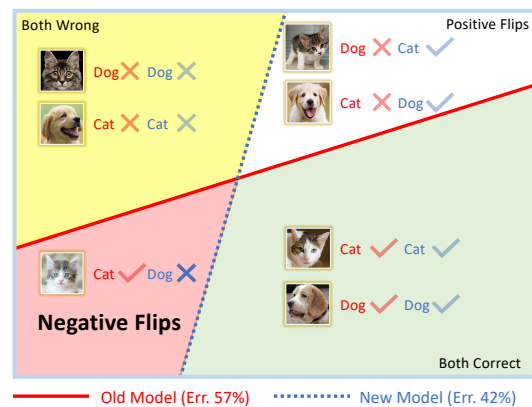 Both Wrong
Positive Flips
Dog Dog
Dog Cat
Cat Cat
Cat Dog
Cat Dog
Cat Cat
Negative Flips
Dog Dog
Both Correct
Old Model (Err. 57%) New Model (Err. 42%)